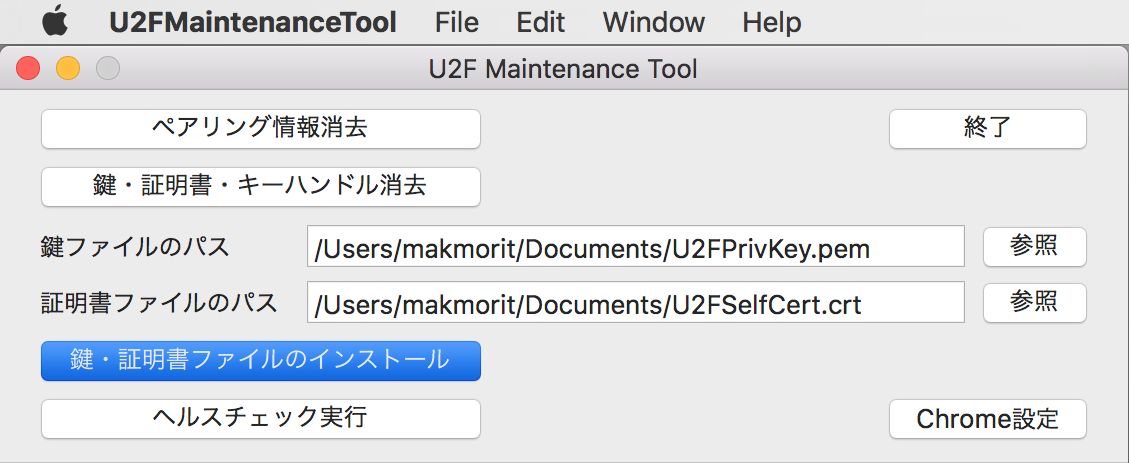 U2FMaintenanceTool File Edit Window Help
U2F Maintenance Tool
ペアリング情報消去 終了
鍵・証明書・キーハンドル消去
鍵ファイルのパス /Users/makmorit/Documents/U2FPrivKey.pem 参照
証明書ファイルのパス /Users/makmorit/Documents/U2FSelfCert.crt 参照
鍵・証明書ファイルのインストール
ヘルスチェック実行 Chrome設定